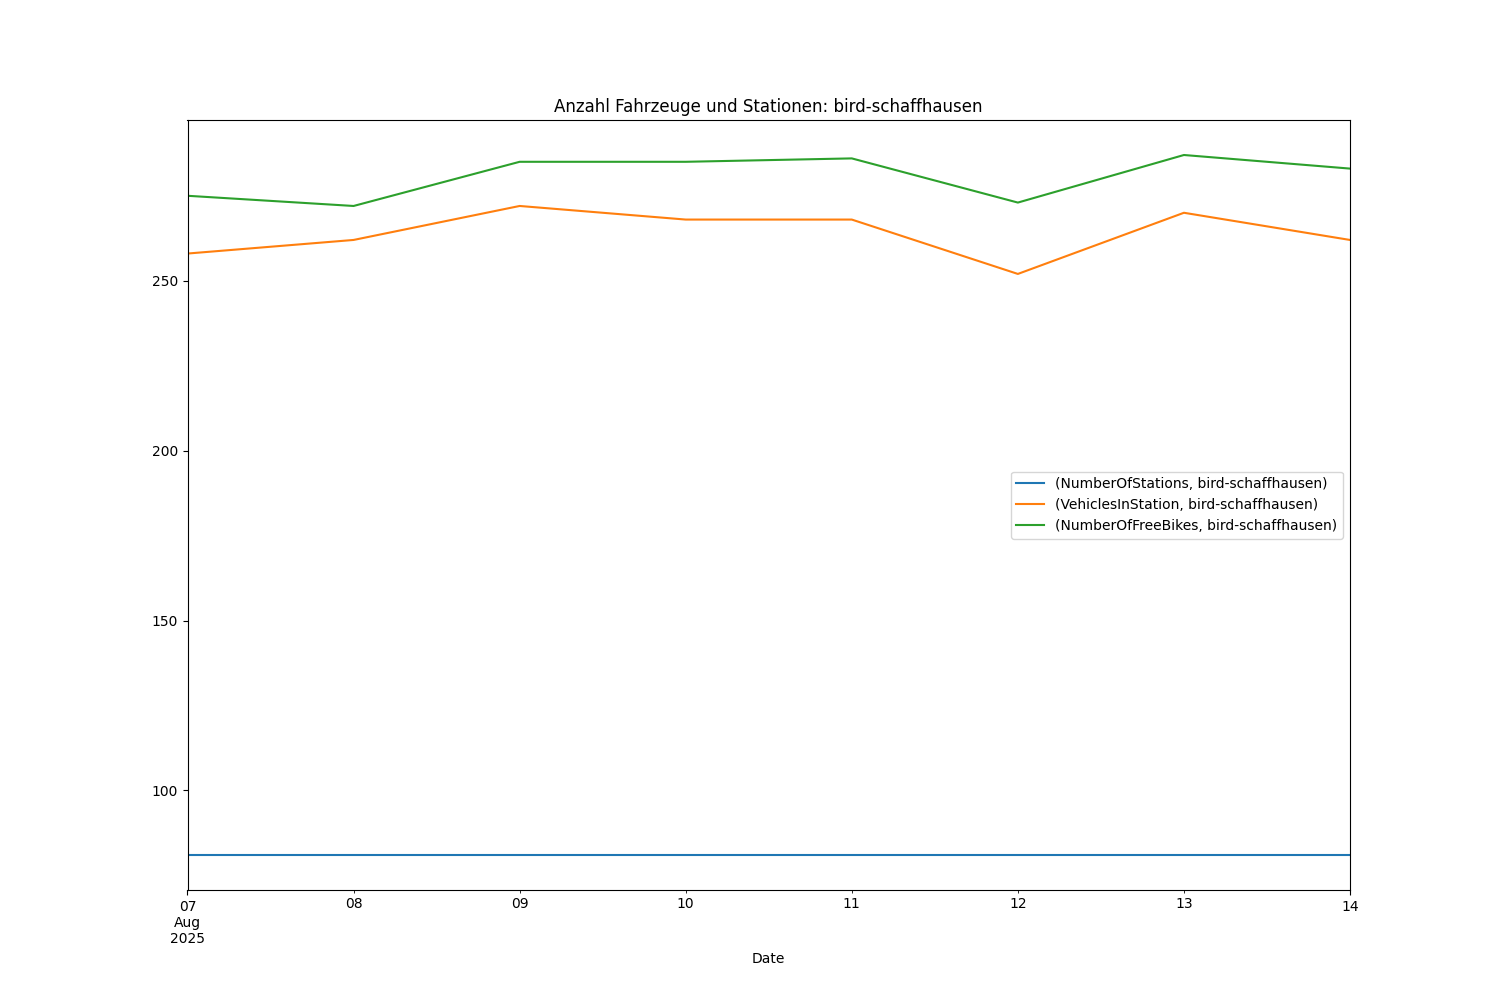 Anzahl Fahrzeuge und Stationen: bird-schaffhausen
250
200
150
100
(NumberOfStations, bird-schaffhausen)
(VehiclesInStation, bird-schaffhausen)
(NumberOfFreeBikes, bird-schaffhausen)
07 08 09 10 11 12 13 14
Aug
2025
Date